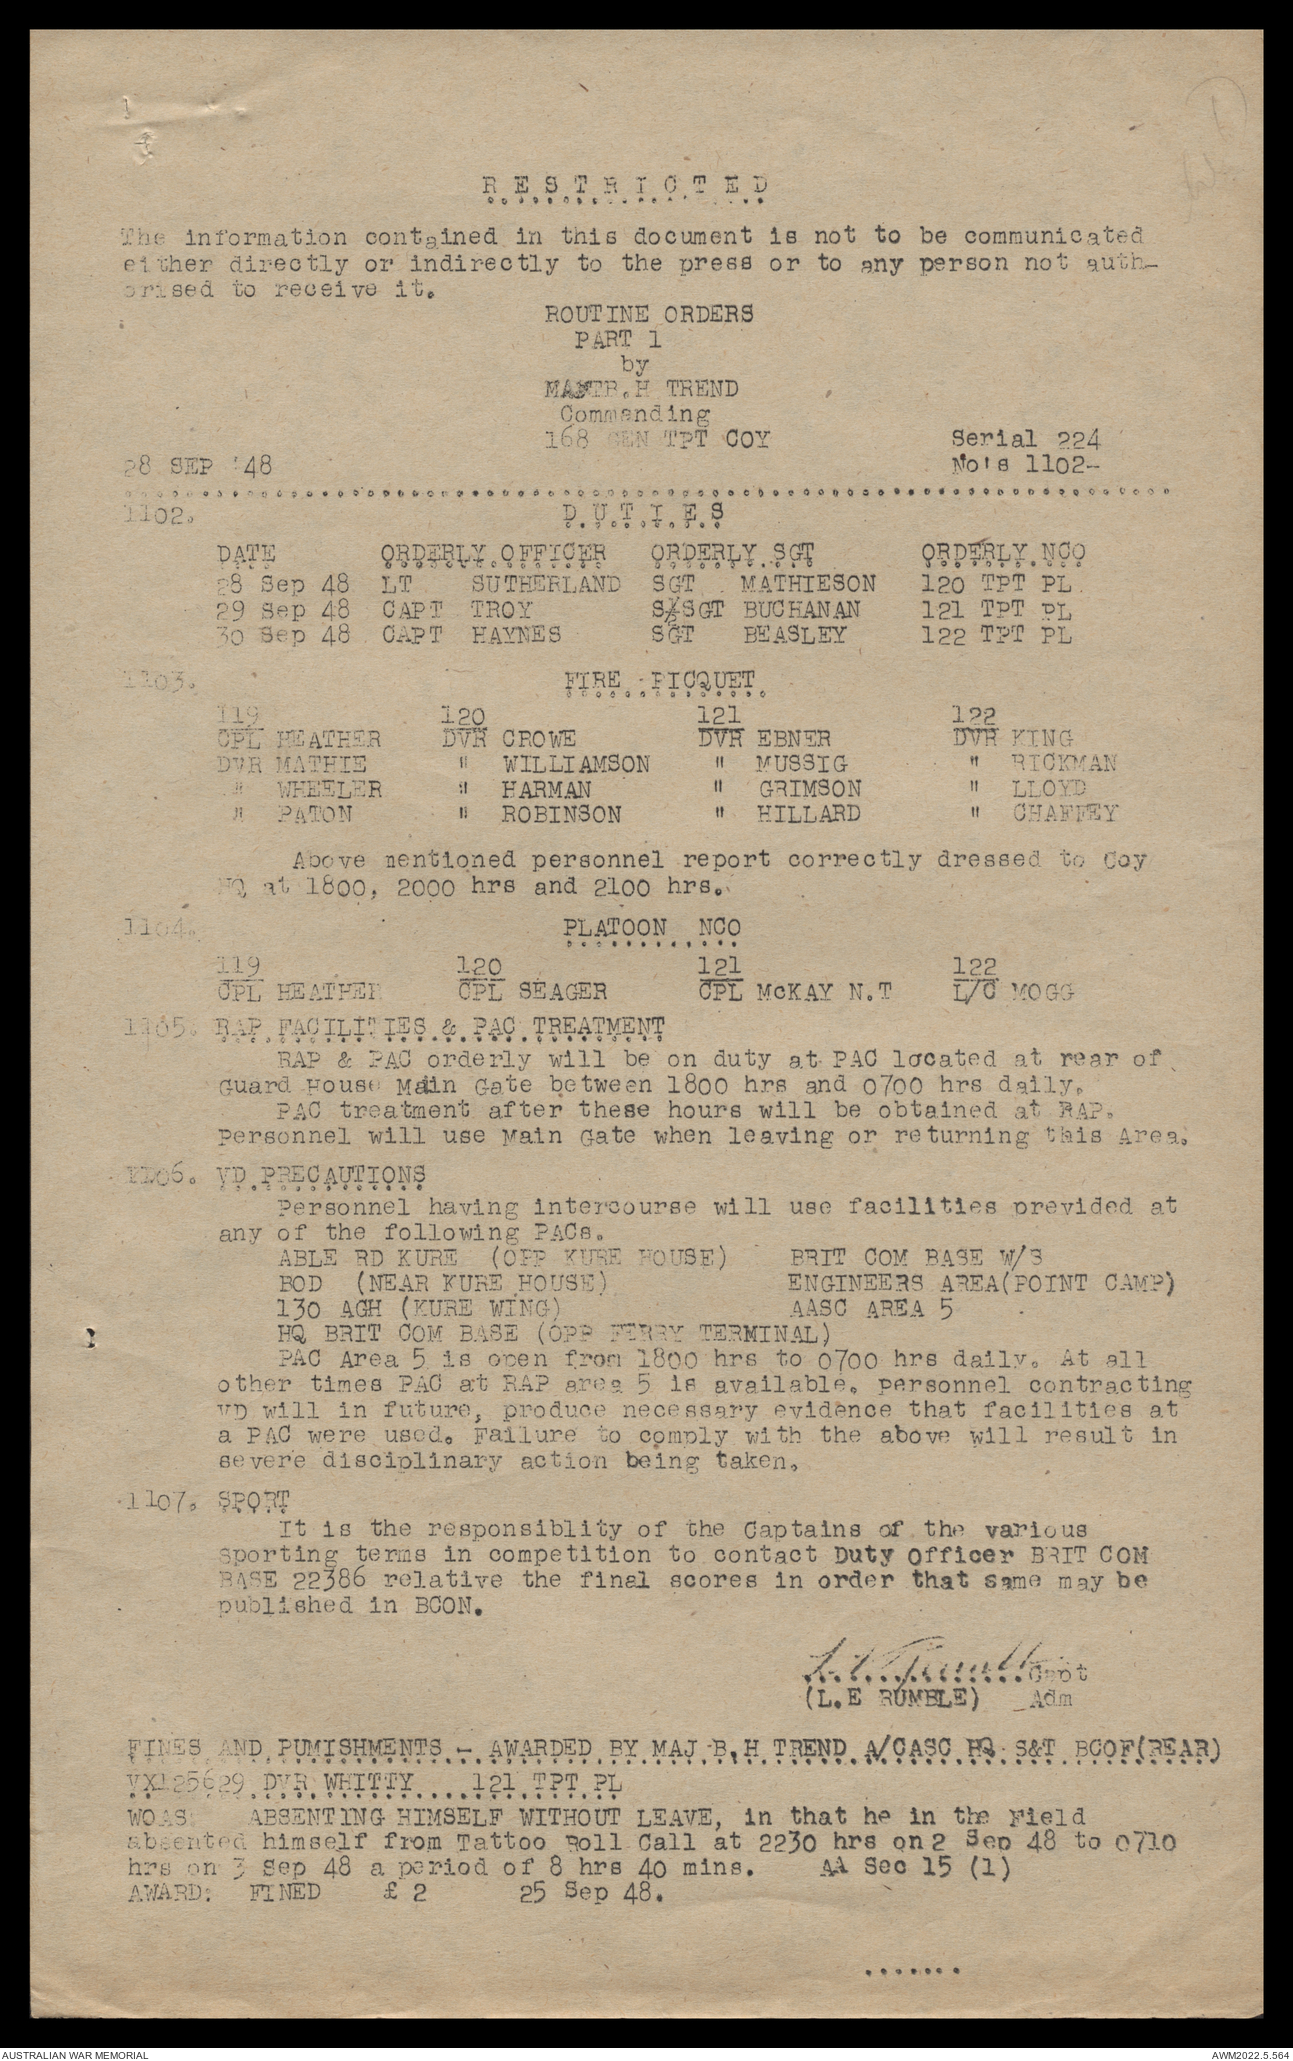 RESTRICTED
The information contained in this document is not to be communicated
either directly or indirectly to the press or to any person not auth-
orised to receive it.
ROUTINE ORDERS
PART 1
by
MAJ B.H TREND
Commanding
168 GEN TPT COY Serial 224
28 SEP '48 No's 1102-
1102. DUTIES
DATE ORDERLY OFFICER ORDERLY SGT ORDERLY NCO
28 Sep 48 LT SUTHERLAND SGT MATHIESON 120 TPT PL
29 Sep 48 CAPT TROY S/SGT BUCHANAN 121 TPT PL
30 Sep 48 CAPT HAYNES SGT BEASLEY 122 TPT PL
1103. FIRE PICQUET
119 120 121 122
CPL HEATHER DVR CROWE DVR EBNER DVR KING
DVR MATHIE " WILLIAMSON " MUSSIG " RICKMAN
" WHEELER " HARMAN " GRIMSON " LLOYD
" PATON " ROBINSON " HILLARD " CHAFFEY
Above mentioned personnel report correctly dressed to Coy
HQ at 1800, 2000 hrs and 2100 hrs.
1104. PLATOON NCO
119 120 121 122
CPL HEATHER CPL SEAGER CPL McKAY N.T L/C MOGG
1105. RAP FACILITIES & PAC TREATMENT
RAP & PAC orderly will be on duty at PAC located at rear of
Guard House Main Gate between 1800 hrs and 0700 hrs daily.
PAC treatment after these hours will be obtained at RAP.
Personnel will use Main Gate when leaving or returning this Area.
1106. VD PRECAUTIONS
Personnel having intercourse will use facilities previded at
any of the following PACs.
ABLE RD KURE (OPP KURE HOUSE) BRIT COM BASE W/S
BOD (NEAR KURE HOUSE) ENGINEERS AREA(POINT CAMP)
130 AGH (KURE WING) AASC AREA 5
HQ BRIT COM BASE (OPP FERRY TERMINAL)
PAC Area 5 is open from 1800 hrs to 0700 hrs daily. At all
other times PAC at RAP area 5 is available. Personnel contracting
VD will in future, produce necessary evidence that facilities at
a PAC were used. Failure to comply with the above will result in
severe disciplinary action being taken.
1107. SPORT
It is the responsiblity of the Captains of the various
Sporting terms in competition to contact Duty Officer BRIT COM
BASE 22386 relative the final scores in order that same may be
published in BCON.
Capt
(L.E RUMBLE) Adm
FINES AND PUMISHMENTS - AWARDED BY MAJ B,H TREND A/CASC HQ S&T BCOF(REAR)
VX125629 DVR WHITTY 121 TPT PL
WOAS: ABSENTING HIMSELF WITHOUT LEAVE, in that he in the Field
absented himself from Tattoo Roll Call at 2230 hrs on 2 Sep 48 to 0710
hrs on 3 Sep 48 a period of 8 hrs 40 mins. AA Sec 15 (1)
AWARD: FINED £ 2 25 Sep 48.
AUSTRALIAN WAR MEMORIAL AWM2022.5.564